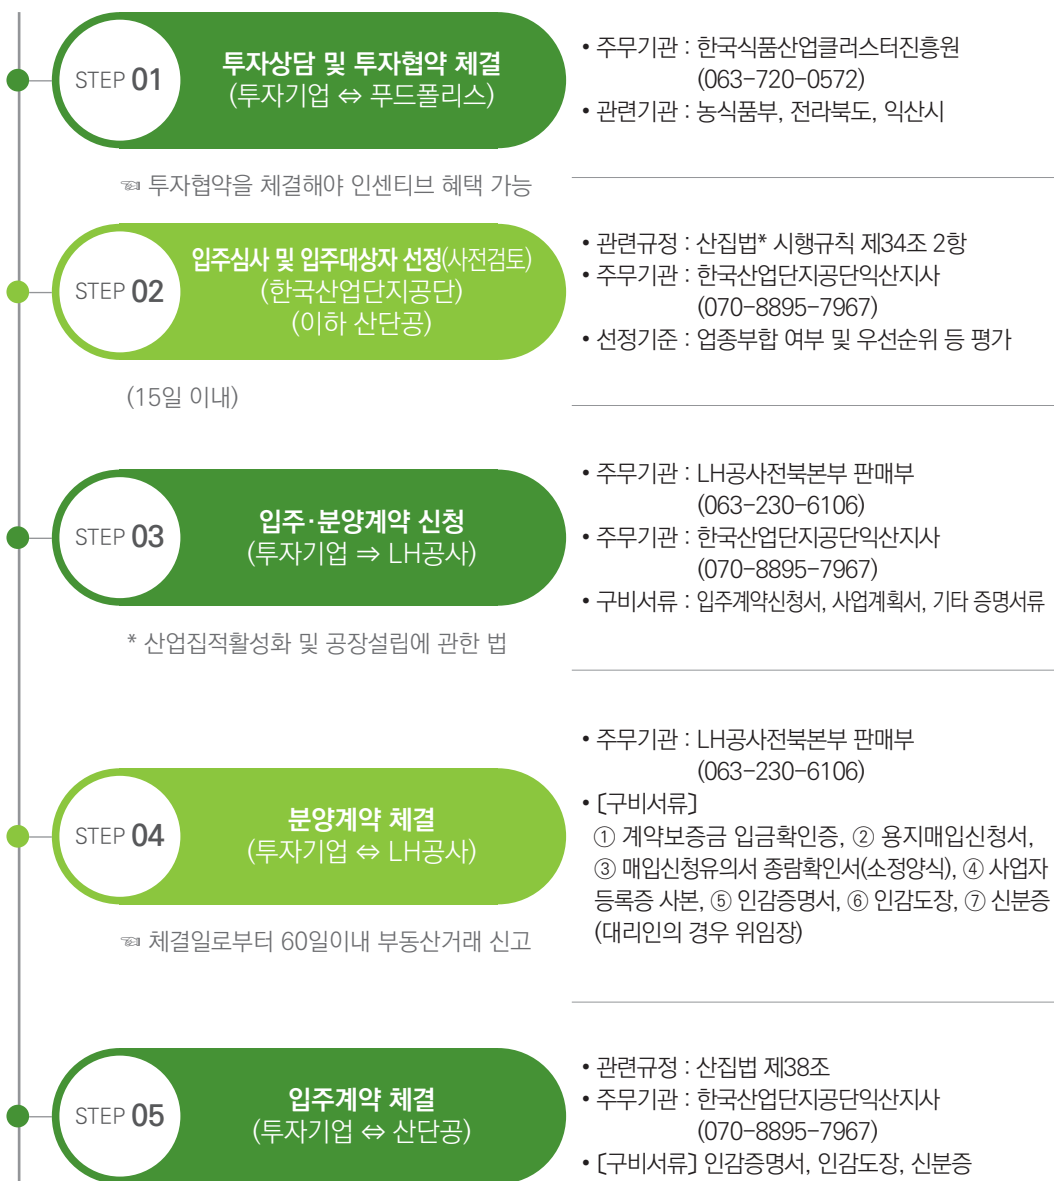 STEP 01
투자상담 및 투자협약 체결
(투자기업 ⇔ 푸드폴리스)
• 주무기관 : 한국식품산업클러스터진흥원
(063-720-0572)
• 관련기관 : 농식품부, 전라북도, 익산시
☜ 투자협약을 체결해야 인센티브 혜택 가능
STEP 02
입주심사 및 입주대상자 선정(사전검토)
(한국산업단지공단)
(이하 산단공)
• 관련규정 : 산집법* 시행규칙 제34조 2항
• 주무기관 : 한국산업단지공단익산지사
(070-8895-7967)
• 선정기준 : 업종부합 여부 및 우선순위 등 평가
(15일 이내)
STEP 03
입주·분양계약 신청
(투자기업 ⇒ LH공사)
• 주무기관 : LH공사전북본부 판매부
(063-230-6106)
• 주무기관 : 한국산업단지공단익산지사
(070-8895-7967)
• 구비서류 : 입주계약신청서, 사업계획서, 기타 증명서류
* 산업집적활성화 및 공장설립에 관한 법
STEP 04
분양계약 체결
(투자기업 ⇔ LH공사)
• 주무기관 : LH공사전북본부 판매부
(063-230-6106)
• [구비서류]
① 계약보증금 입금확인증, ② 용지매입신청서,
③ 매입신청유의서 종람확인서(소정양식), ④ 사업자
등록증 사본, ⑤ 인감증명서, ⑥ 인감도장, ⑦ 신분증
(대리인의 경우 위임장)
☜ 체결일로부터 60일이내 부동산거래 신고
STEP 05
입주계약 체결
(투자기업 ⇔ 산단공)
• 관련규정 : 산집법 제38조
• 주무기관 : 한국산업단지공단익산지사
(070-8895-7967)
• [구비서류] 인감증명서, 인감도장, 신분증